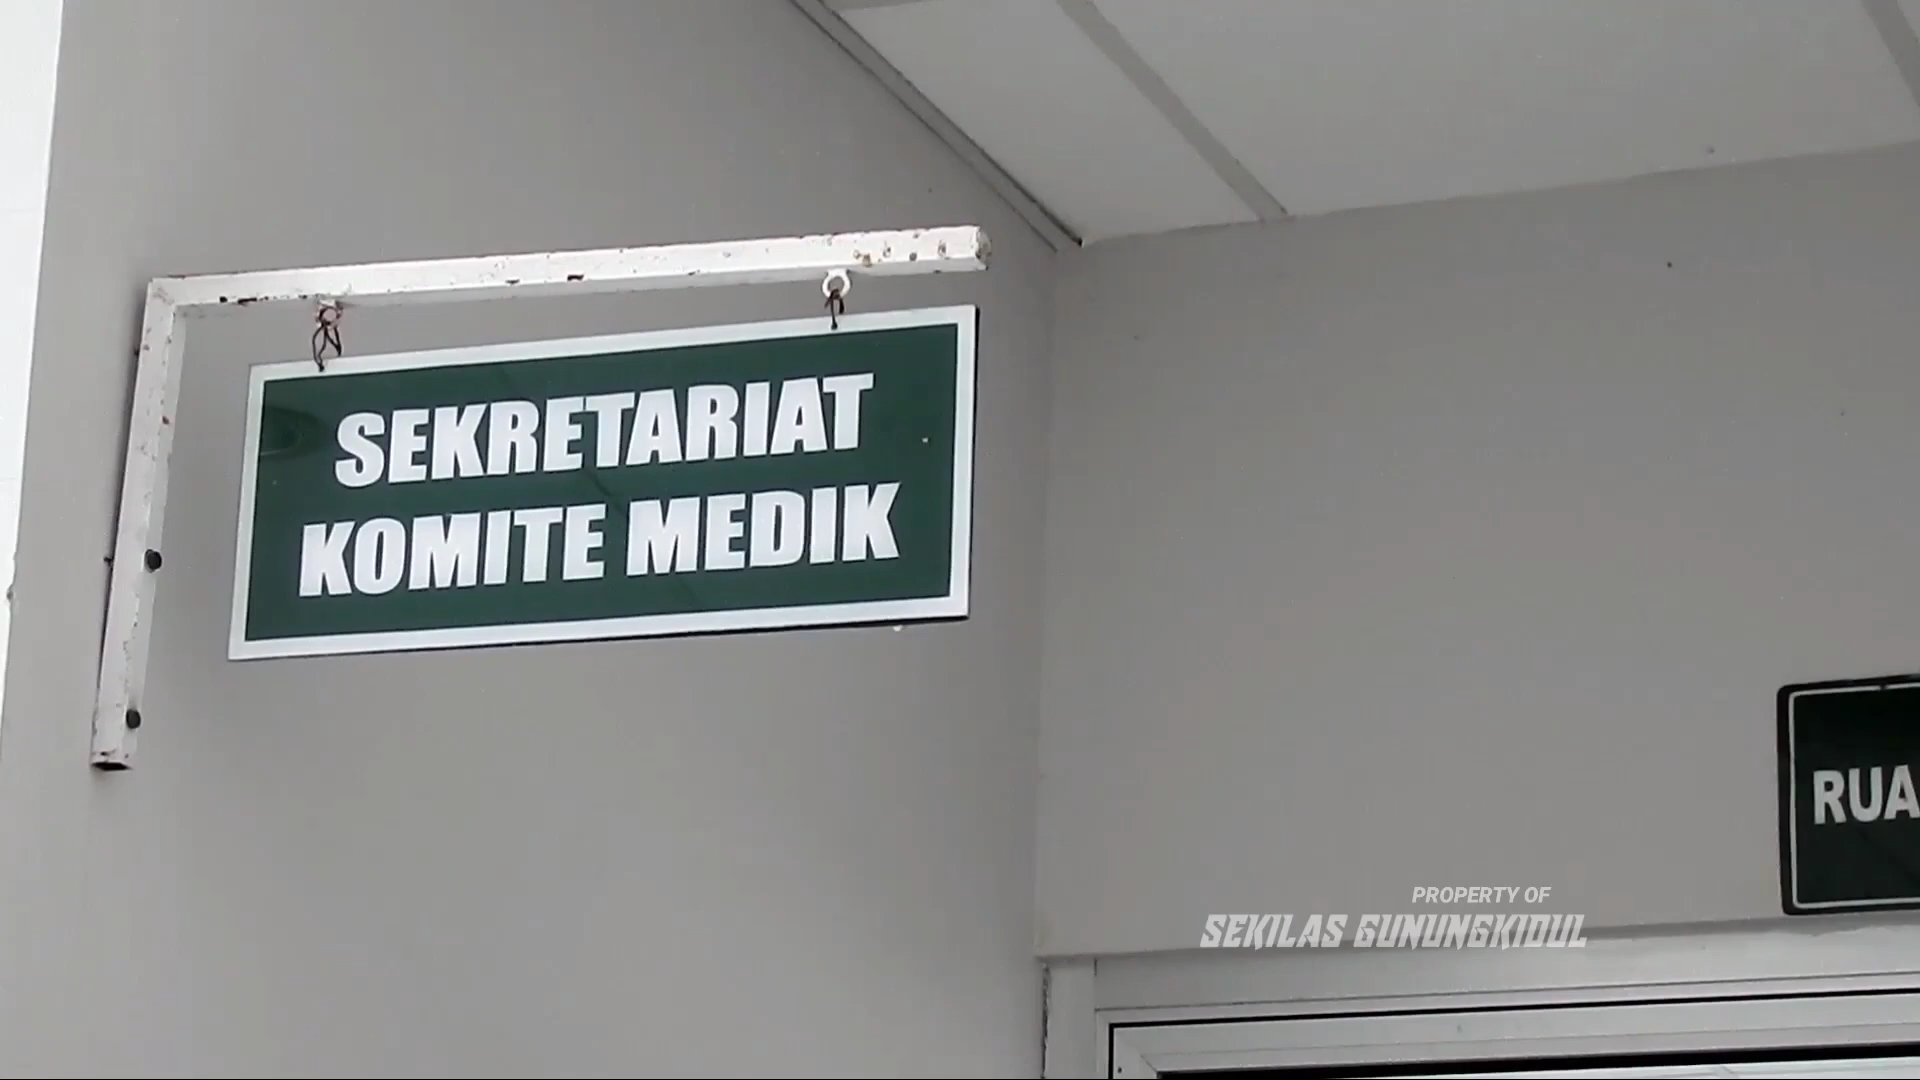 SEKRETARIAT
KOMITE MEDIK
RUA
PROPERTY OF
SEKILAS GUNUNGKIDUL